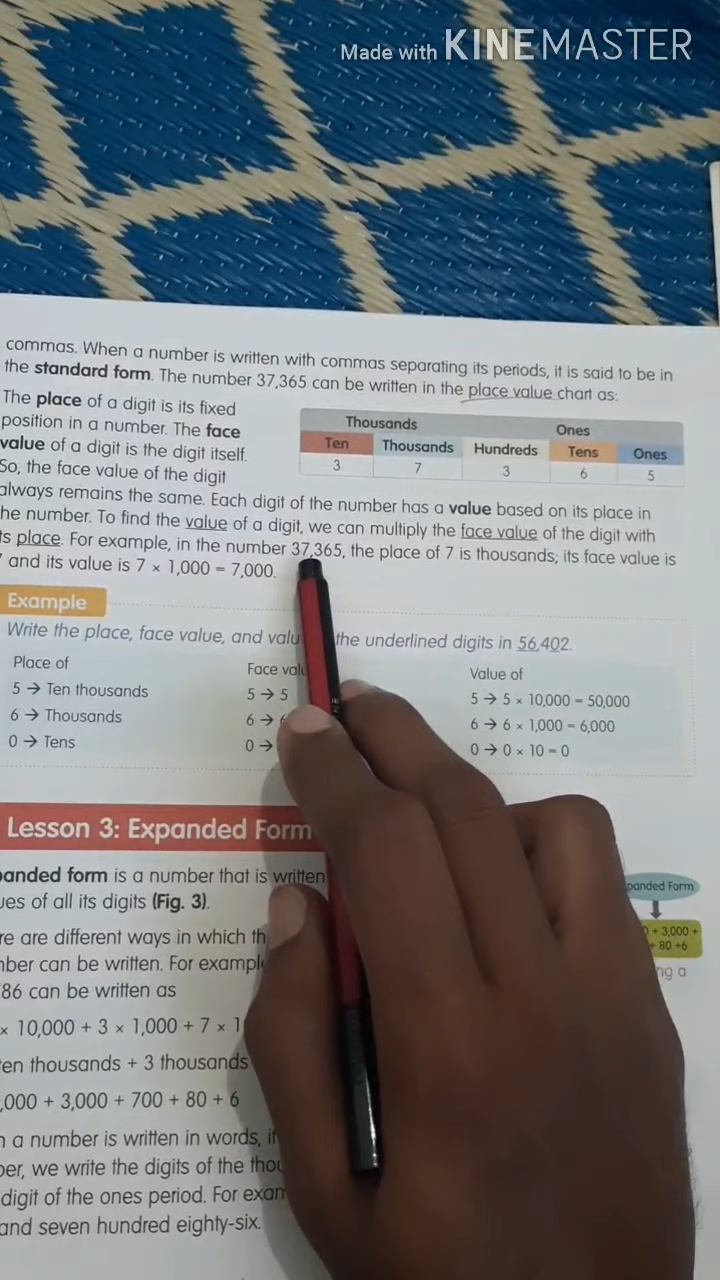 Made with KINEMASTER
commas. When a number is written with commas separating its periods, it is said to be in
the standard form. The number 37,365 can be written in the place value chart as:
The place of a digit is its fixed
position in a number. The face
value of a digit is the digit itself.
So, the face value of the digit
always remains the same. Each digit of the number has a value based on its place in
he number. To find the value of a digit, we can multiply the face value of the digit with
ts place. For example, in the number 37,365, the place of 7 is thousands; its face value is
and its value is 7 × 1,000 = 7,000.
Thousands Ones
Ten Thousands Hundreds Tens Ones
3 7 3 6 5
Example
Write the place, face value, and valu the underlined digits in 56,402.
Place of Face valu Value of
5 → Ten thousands 5 → 5 5 → 5 × 10,000 = 50,000
6 → Thousands 6 → 6 → 6 × 1,000 = 6,000
0 → Tens 0 → 0 → 0 × 10 = 0
Lesson 3: Expanded Form
panded form is a number that is written
ues of all its digits (Fig. 3).
re are different ways in which th
nber can be written. For example
86 can be written as
× 10,000 + 3 × 1,000 + 7 × 1
ten thousands + 3 thousands
,000 + 3,000 + 700 + 80 + 6
n a number is written in words, it
ber, we write the digits of the thou
digit of the ones period. For exam
and seven hundred eighty-six.
panded Form
0 + 3,000 +
+ 80 +6
ng a